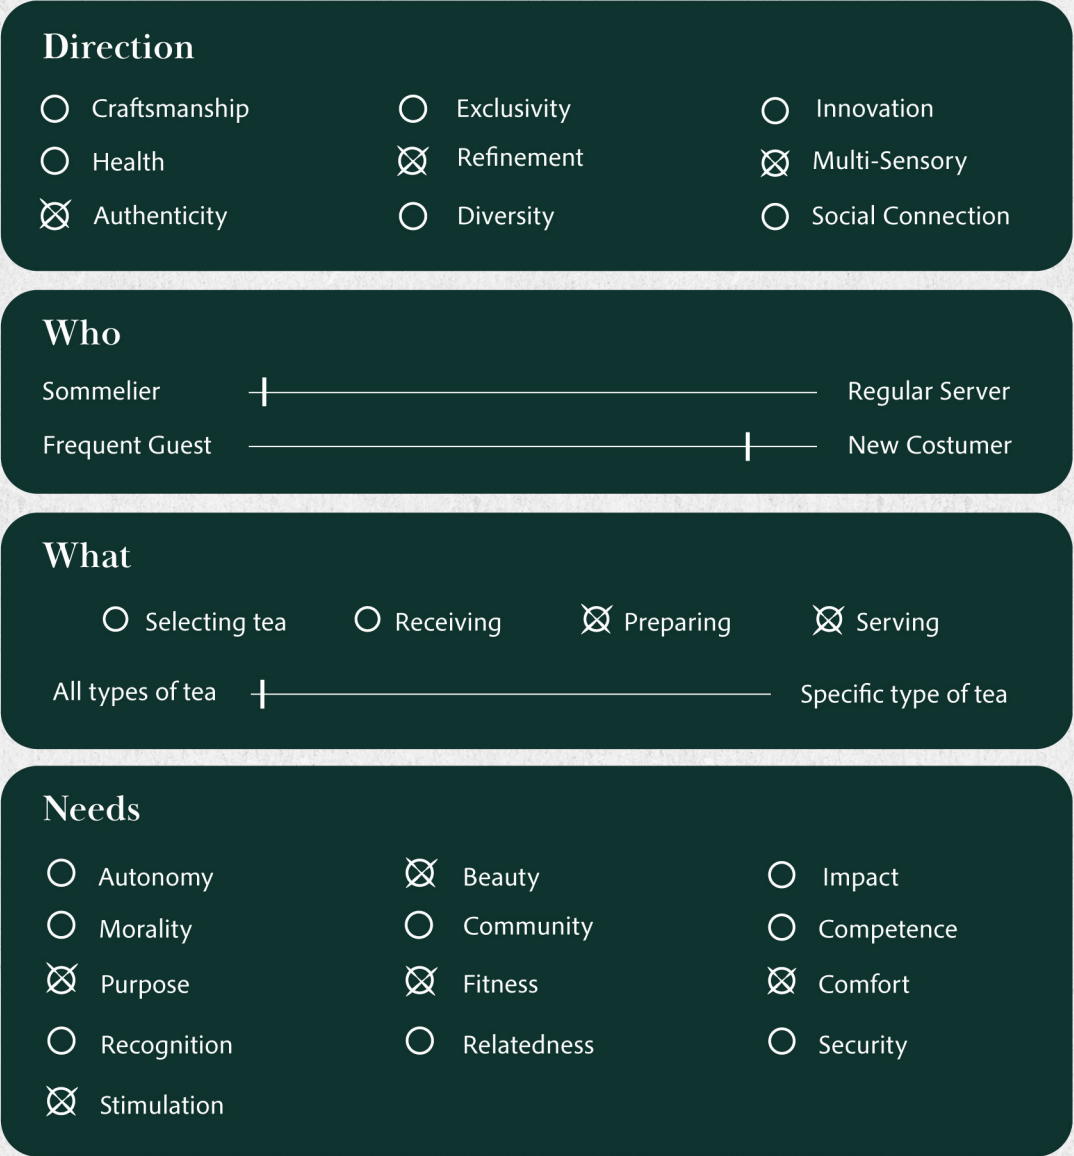 Direction
Craftsmanship Exclusivity Innovation
Health Refinement Multi-Sensory
Authenticity Diversity Social Connection
Who
Sommelier Regular Server
Frequent Guest New Costumer
What
Selecting tea Receiving Preparing Serving
All types of tea Specific type of tea
Needs
Autonomy Beauty Impact
Morality Community Competence
Purpose Fitness Comfort
Recognition Relatedness Security
Stimulation